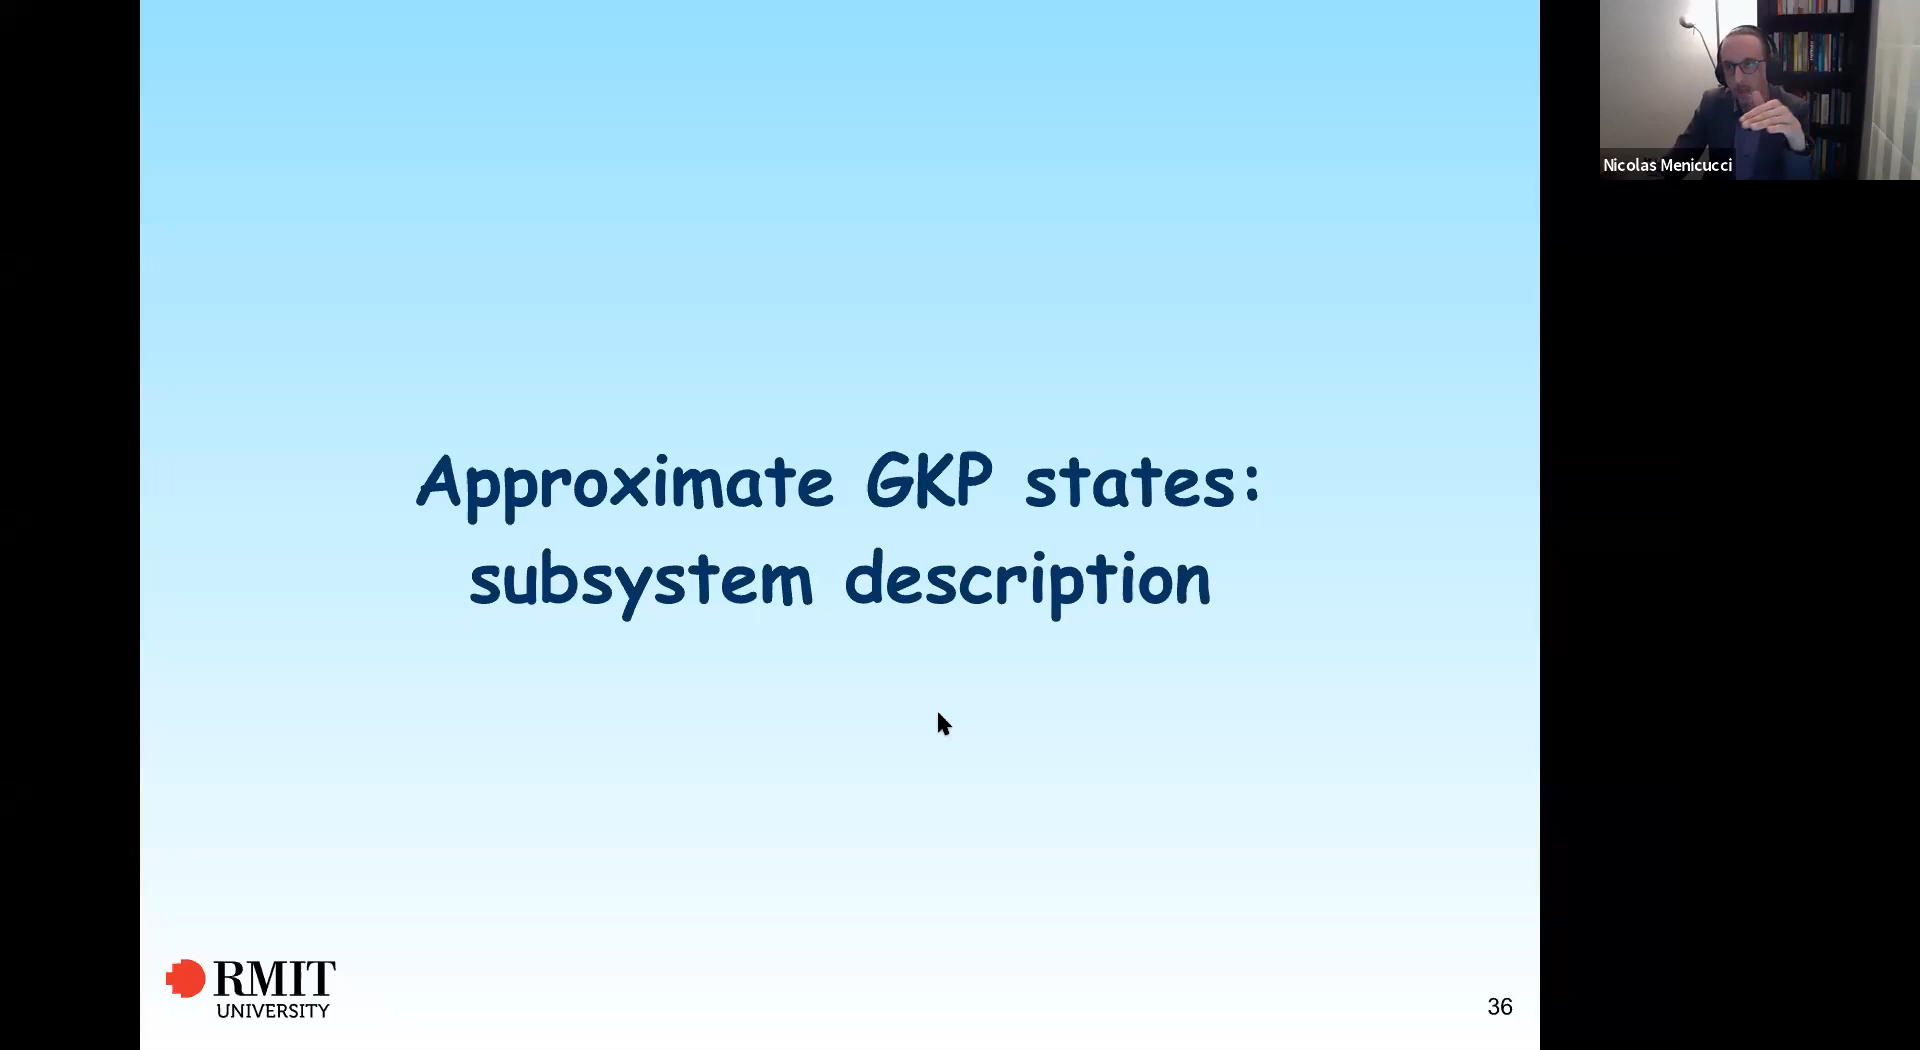 Approximate GKP states:
subsystem description
Nicolas Menicucci
RMIT
UNIVERSITY
36